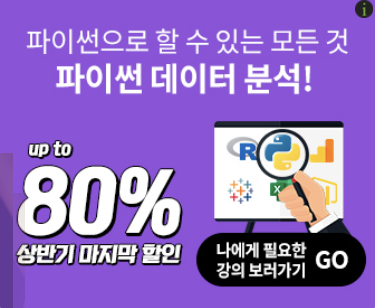 파이썬으로 할 수 있는 모든 것
파이썬 데이터 분석!
up to
80%
상반기 마지막 할인
R
나에게 필요한
강의 보러가기
GO